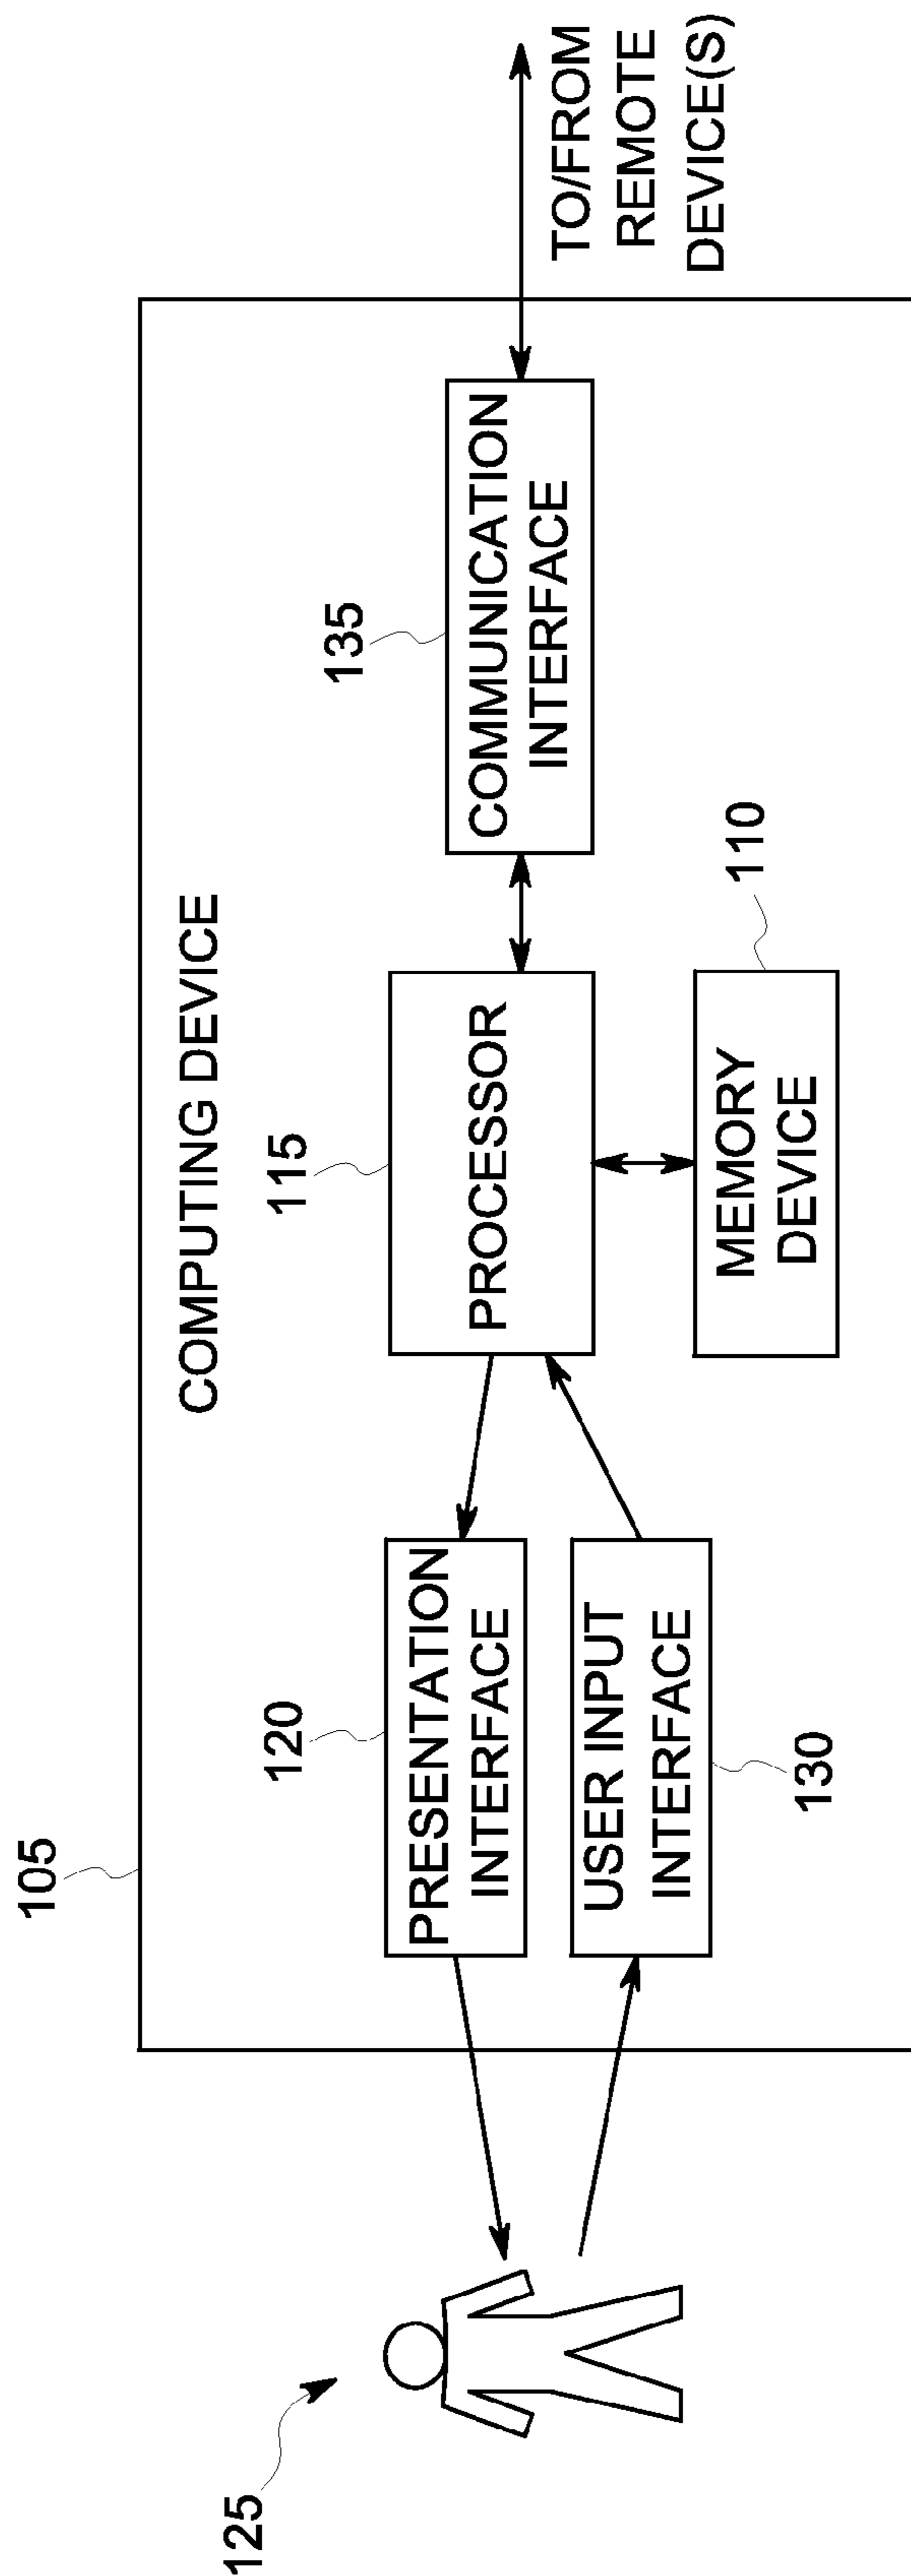 105
COMPUTING DEVICE
125
120
PRESENTATION
INTERFACE
115
PROCESSOR
135
COMMUNICATION
INTERFACE
TO/FROM
REMOTE
DEVICE(S)
USER INPUT
INTERFACE
130
MEMORY
DEVICE
110